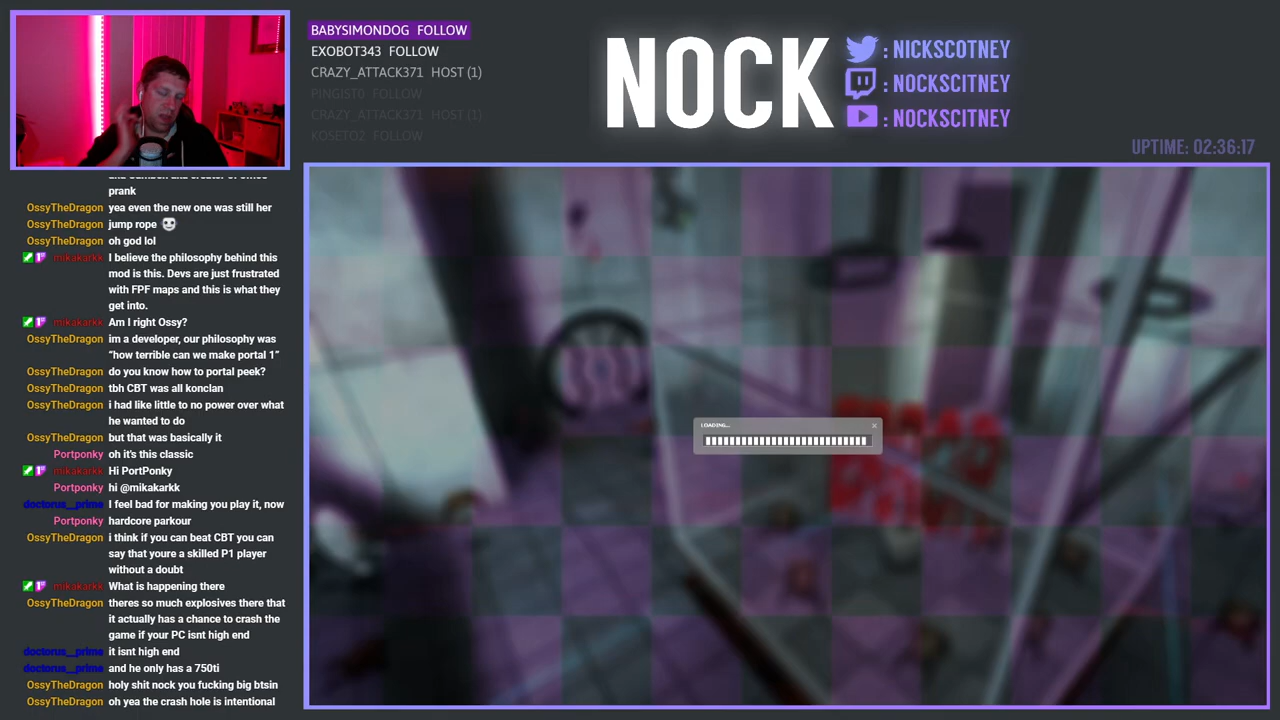 BABYSIMONDOG FOLLOW
EXOBOT343 FOLLOW
CRAZY_ATTACK371 HOST (1)
PINGIST0 FOLLOW
CRAZY_ATTACK371 HOST (1)
KOSETO2 FOLLOW
NOCK
: NICKSCOTNEY
: NOCKSCITNEY
: NOCKSCITNEY
UPTIME: 02:36:17
prank
OssyTheDragon yea even the new one was still her
OssyTheDragon jump rope
OssyTheDragon oh god lol
mikakarkk I believe the philosophy behind this
mod is this. Devs are just frustrated
with FPF maps and this is what they
get into.
mikakarkk Am I right Ossy?
OssyTheDragon im a developer, our philosophy was
“how terrible can we make portal 1”
OssyTheDragon do you know how to portal peek?
OssyTheDragon tbh CBT was all konclan
OssyTheDragon i had like little to no power over what
he wanted to do
OssyTheDragon but that was basically it
Portponky oh it's this classic
mikakarkk Hi PortPonky
Portponky hi @mikakarkk
doctorus__prime I feel bad for making you play it, now
Portponky hardcore parkour
OssyTheDragon i think if you can beat CBT you can
say that youre a skilled P1 player
without a doubt
mikakarkk What is happening there
OssyTheDragon theres so much explosives there that
it actually has a chance to crash the
game if your PC isnt high end
doctorus__prime it isnt high end
doctorus__prime and he only has a 750ti
OssyTheDragon holy shit nock you fucking big btsin
OssyTheDragon oh yea the crash hole is intentional
LOADING...